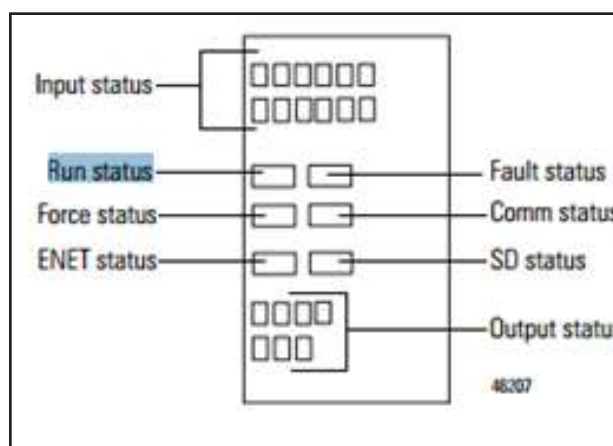 Input status
Run status
Fault status
Force status
Comm status
ENET status
SD status
Output statu
46207